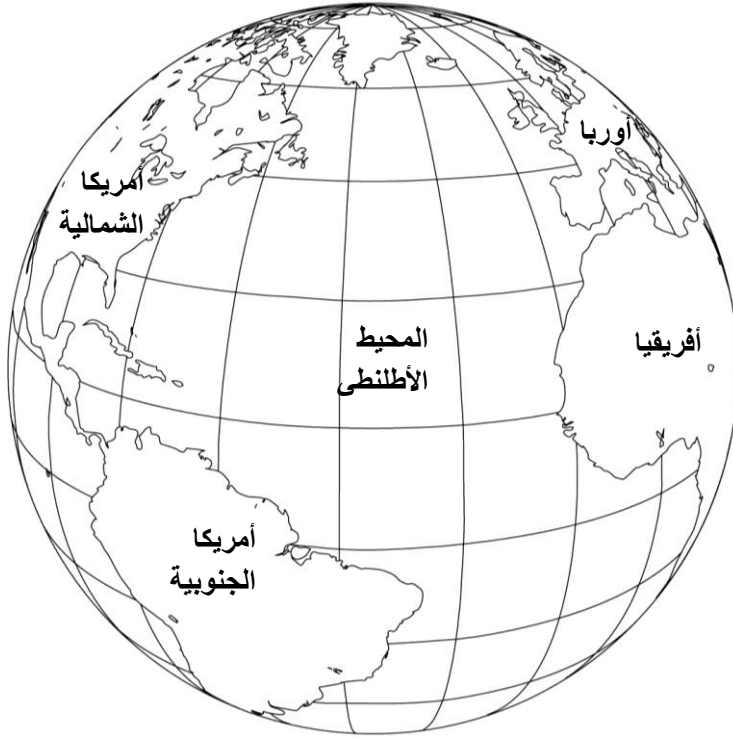 أوربا
أمريكا
الشمالية
المحيط
الأطلنطى
أفريقيا
أمريكا
الجنوبية